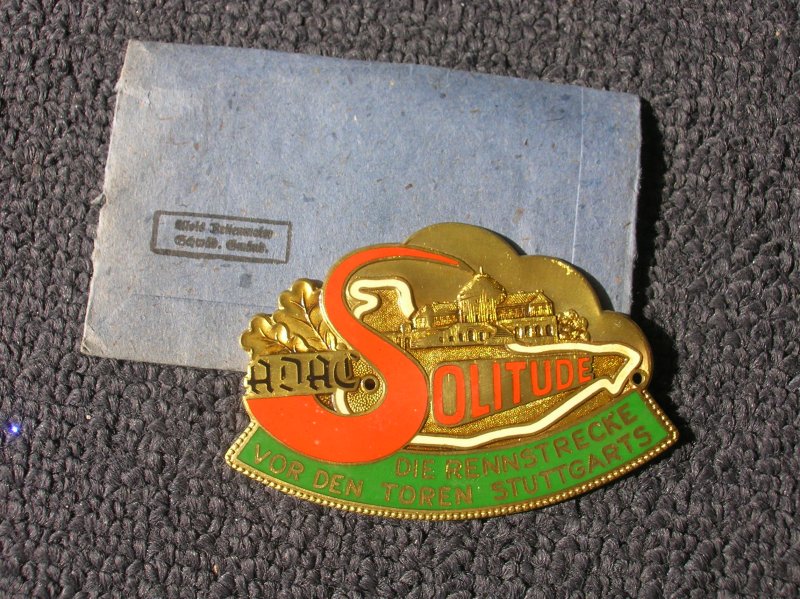 ADAC
SOLITUDE
DIE RENNSTRECKE
VOR DEN TOREN STUTTGARTS